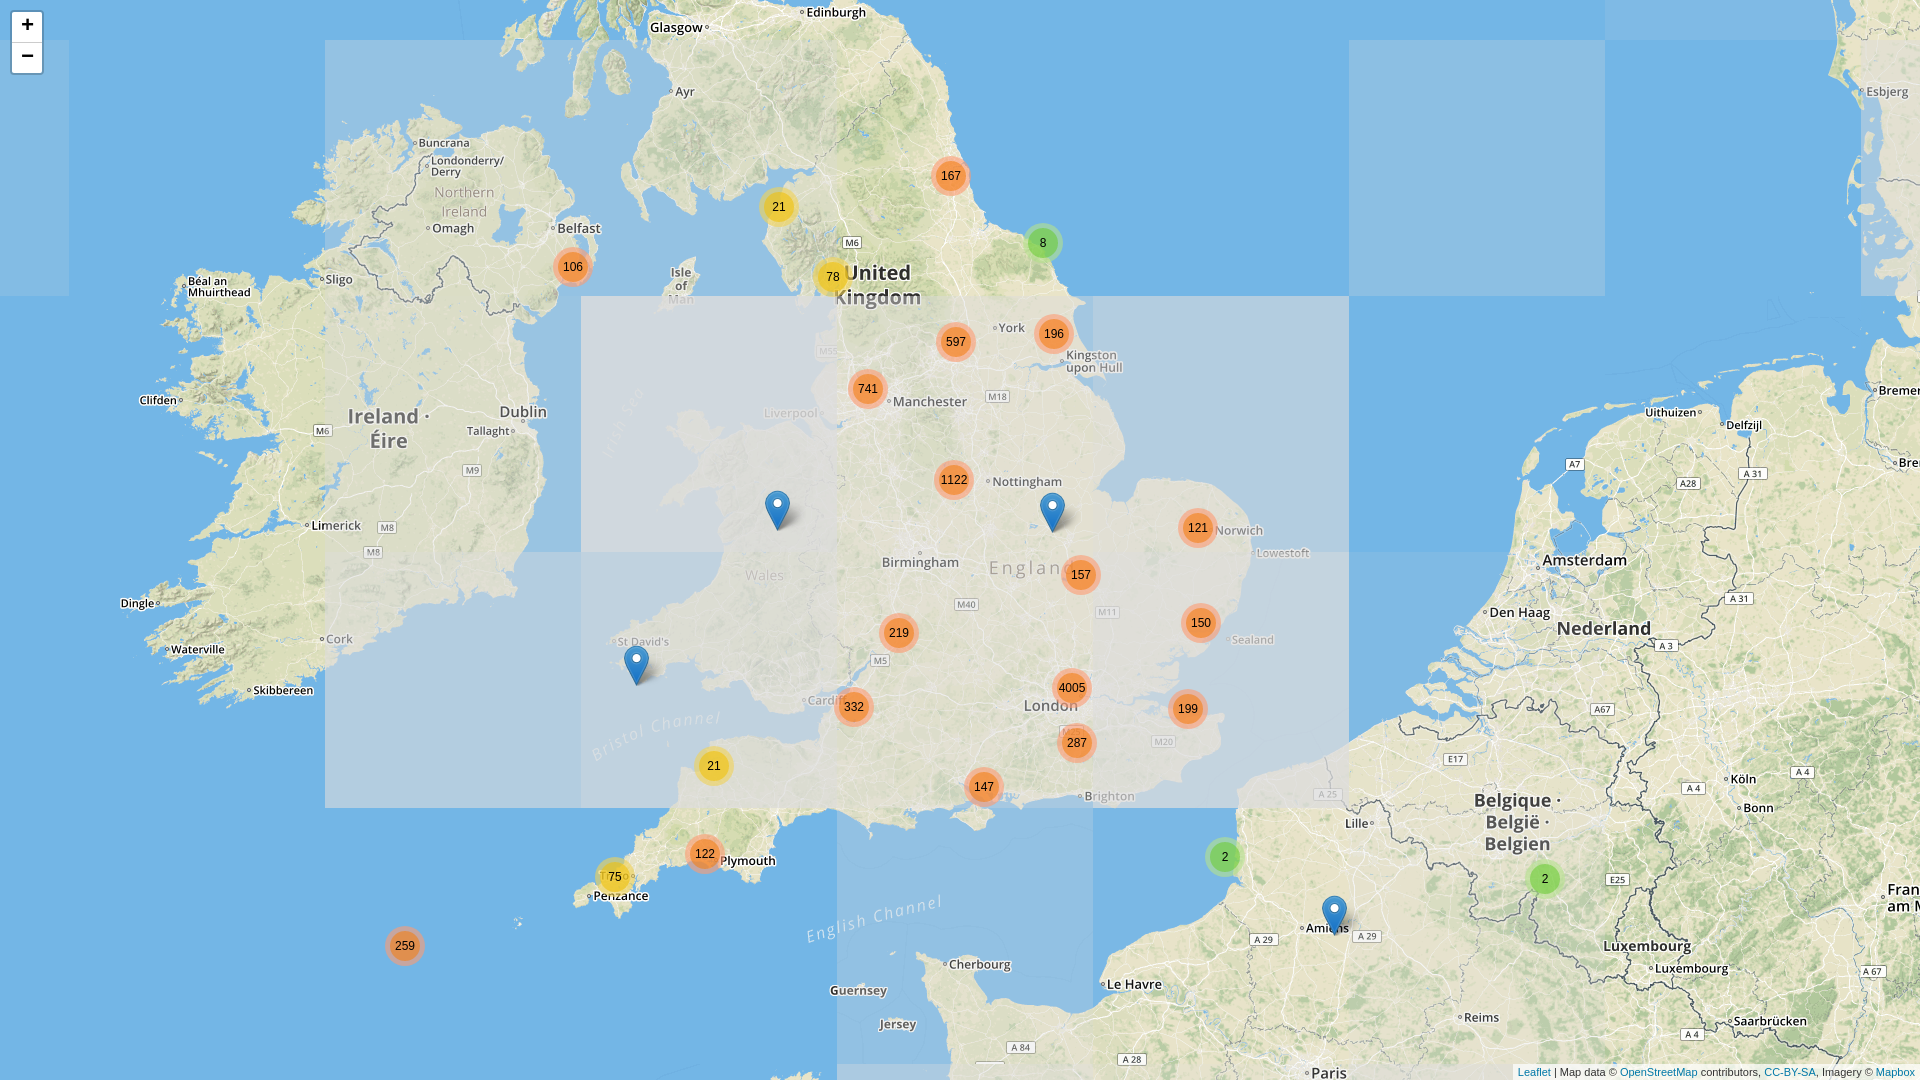 +
−
Edinburgh
Glasgow
Ayr
Esbjerg
Buncrana
Londonderry/
Derry
Northern
Ireland
Omagh
Belfast
167
21
8
M6
106
78
United
Kingdom
Isle
of
Man
Sligo
Béal an
Mhuirthead
York
196
597
Kingston
upon Hull
M55
741
Manchester
M18
Liverpool
Clifden
Ireland ·
Éire
Dublin
Tallaght
M6
M9
Uithuizen
Delfzijl
A7
A 31
A28
1122
Nottingham
121
Norwich
Lowestoft
Limerick
M8
M8
Birmingham
Wales
157
Amsterdam
Dingle
M40
M11
Den Haag
A 31
Nederland
Cork
Waterville
Skibbereen
St David's
219
M5
150
Sealand
A 3
4005
London
332
199
A67
287
M20
E17
Bristol Channel
21
147
Brighton
A 25
Köln
A 4
A 4
Bonn
Belgique ·
België ·
Belgien
Lille
122
Plymouth
75
Penzance
2
2
E25
English Channel
259
Amiens
A 29
A 29
Luxembourg
Luxembourg
A 67
Cherbourg
Guernsey
Le Havre
Jersey
Reims
Saarbrücken
A 4
A 84
A 28
Paris
Leaflet | Map data © OpenStreetMap contributors, CC-BY-SA, Imagery © Mapbox